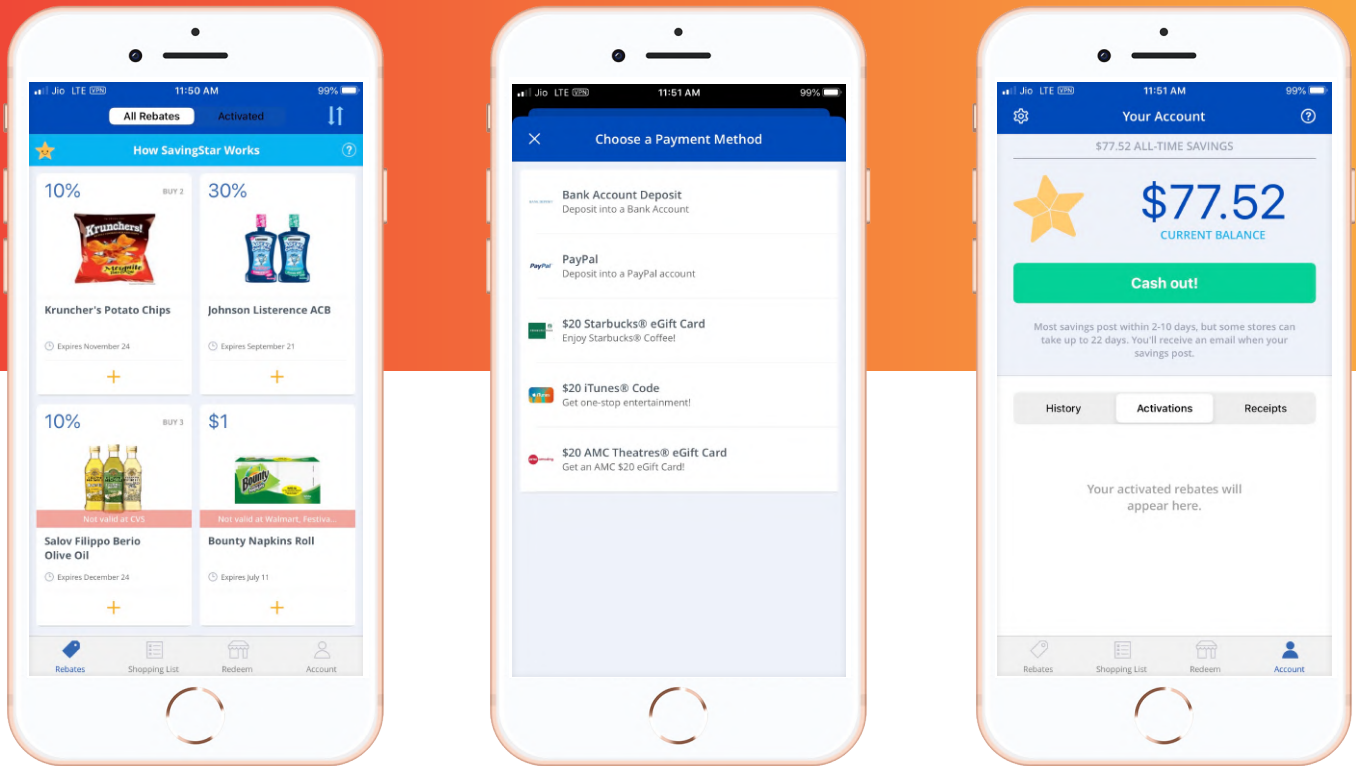 Jio LTE VPN 11:50 AM 99%
All Rebates Activated
How SavingStar Works ?
10% BUY 2
Krunchers!
Mesquite
Kruncher's Potato Chips
Expires November 24
+
30%
Johnson Listerence ACB
Expires September 21
+
10% BUY 3
Not valid at CVS
Salov Filippo Berio
Olive Oil
Expires December 24
+
$1
Bounty
Not valid at Walmart, Festiva...
Bounty Napkins Roll
Expires July 11
+
Rebates Shopping List Redeem Account
Jio LTE VPN 11:51 AM 99%
Choose a Payment Method
Bank Account Deposit
Deposit into a Bank Account
PayPal
PayPal
Deposit into a PayPal account
$20 Starbucks® eGift Card
Enjoy Starbucks® Coffee!
$20 iTunes® Code
Get one-stop entertainment!
$20 AMC Theatres® eGift Card
Get an AMC $20 eGift Card!
Jio LTE VPN 11:51 AM 99%
Your Account ?
$77.52 ALL-TIME SAVINGS
$77.52
CURRENT BALANCE
Cash out!
Most savings post within 2-10 days, but some stores can
take up to 22 days. You'll receive an email when your
savings post.
History Activations Receipts
Your activated rebates will
appear here.
Rebates Shopping List Redeem Account